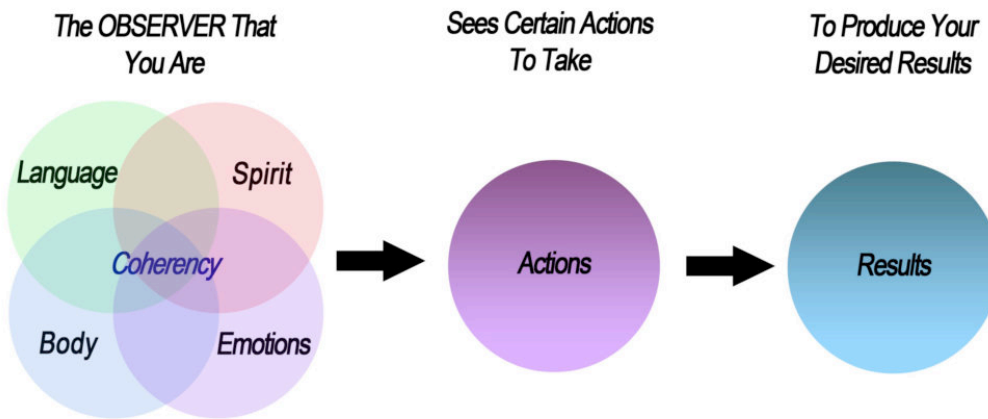 The OBSERVER That
You Are
Sees Certain Actions
To Take
To Produce Your
Desired Results
Language
Spirit
Coherency
Body
Emotions
Actions
Results